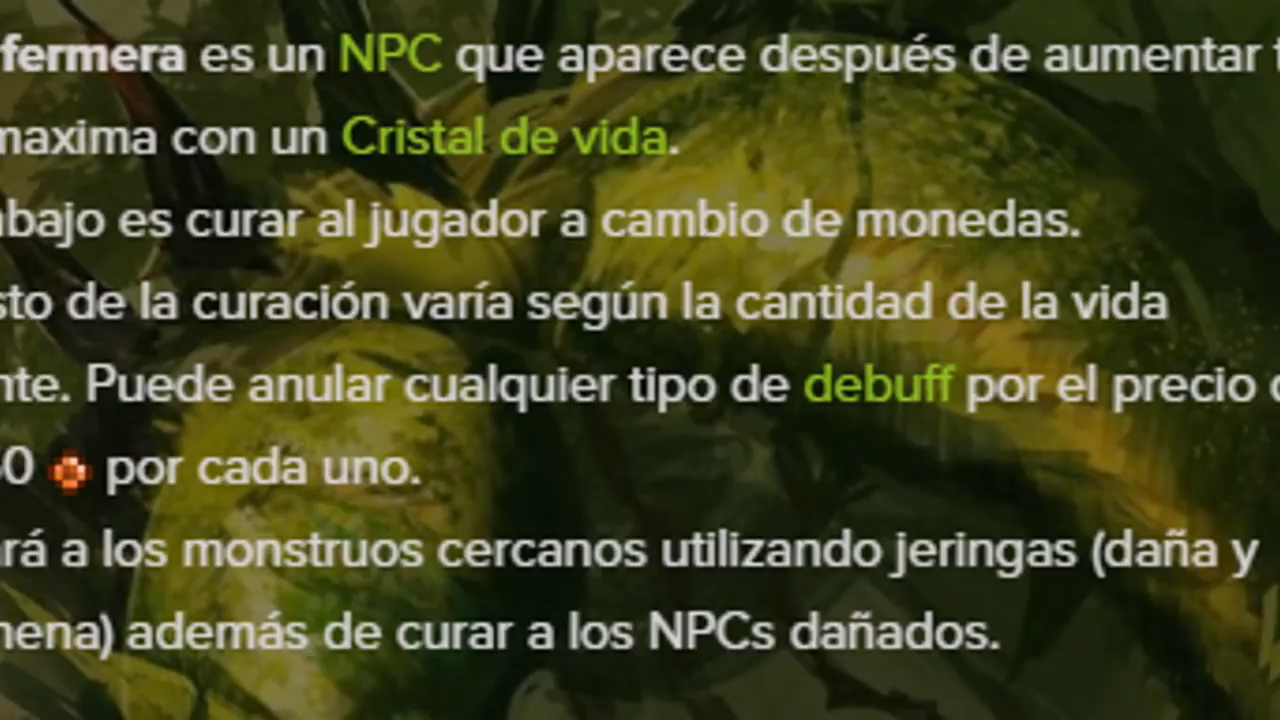 fermera es un NPC que aparece después de aumentar
maxima con un Cristal de vida.
abajo es curar al jugador a cambio de monedas.
sto de la curación varía según la cantidad de la vida
nte. Puede anular cualquier tipo de debuff por el precio
por cada uno.
ará a los monstruos cercanos utilizando jeringas (daña y
nena) además de curar a los NPCs dañados.